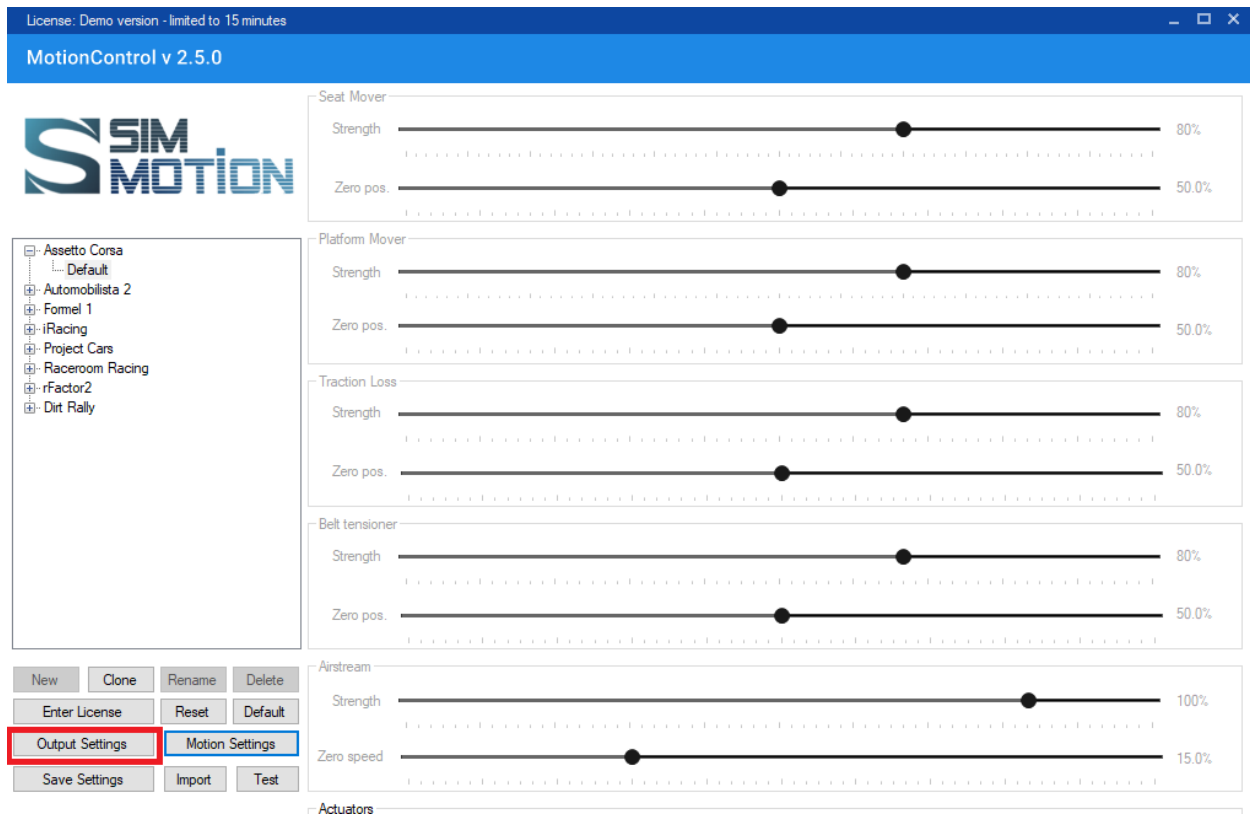 License: Demo version - limited to 15 minutes
MotionControl v 2.5.0
SIM
MOTION
Assetto Corsa
Default
Automobilista 2
Formel 1
iRacing
Project Cars
Raceroom Racing
rFactor2
Dirt Rally
New Clone Rename Delete
Enter License Reset Default
Output Settings Motion Settings
Save Settings Import Test
Seat Mover
Strength 80%
Zero pos. 50.0%
Platform Mover
Strength 80%
Zero pos. 50.0%
Traction Loss
Strength 80%
Zero pos. 50.0%
Belt tensioner
Strength 80%
Zero pos. 50.0%
Airstream
Strength 100%
Zero speed 15.0%
Actuators